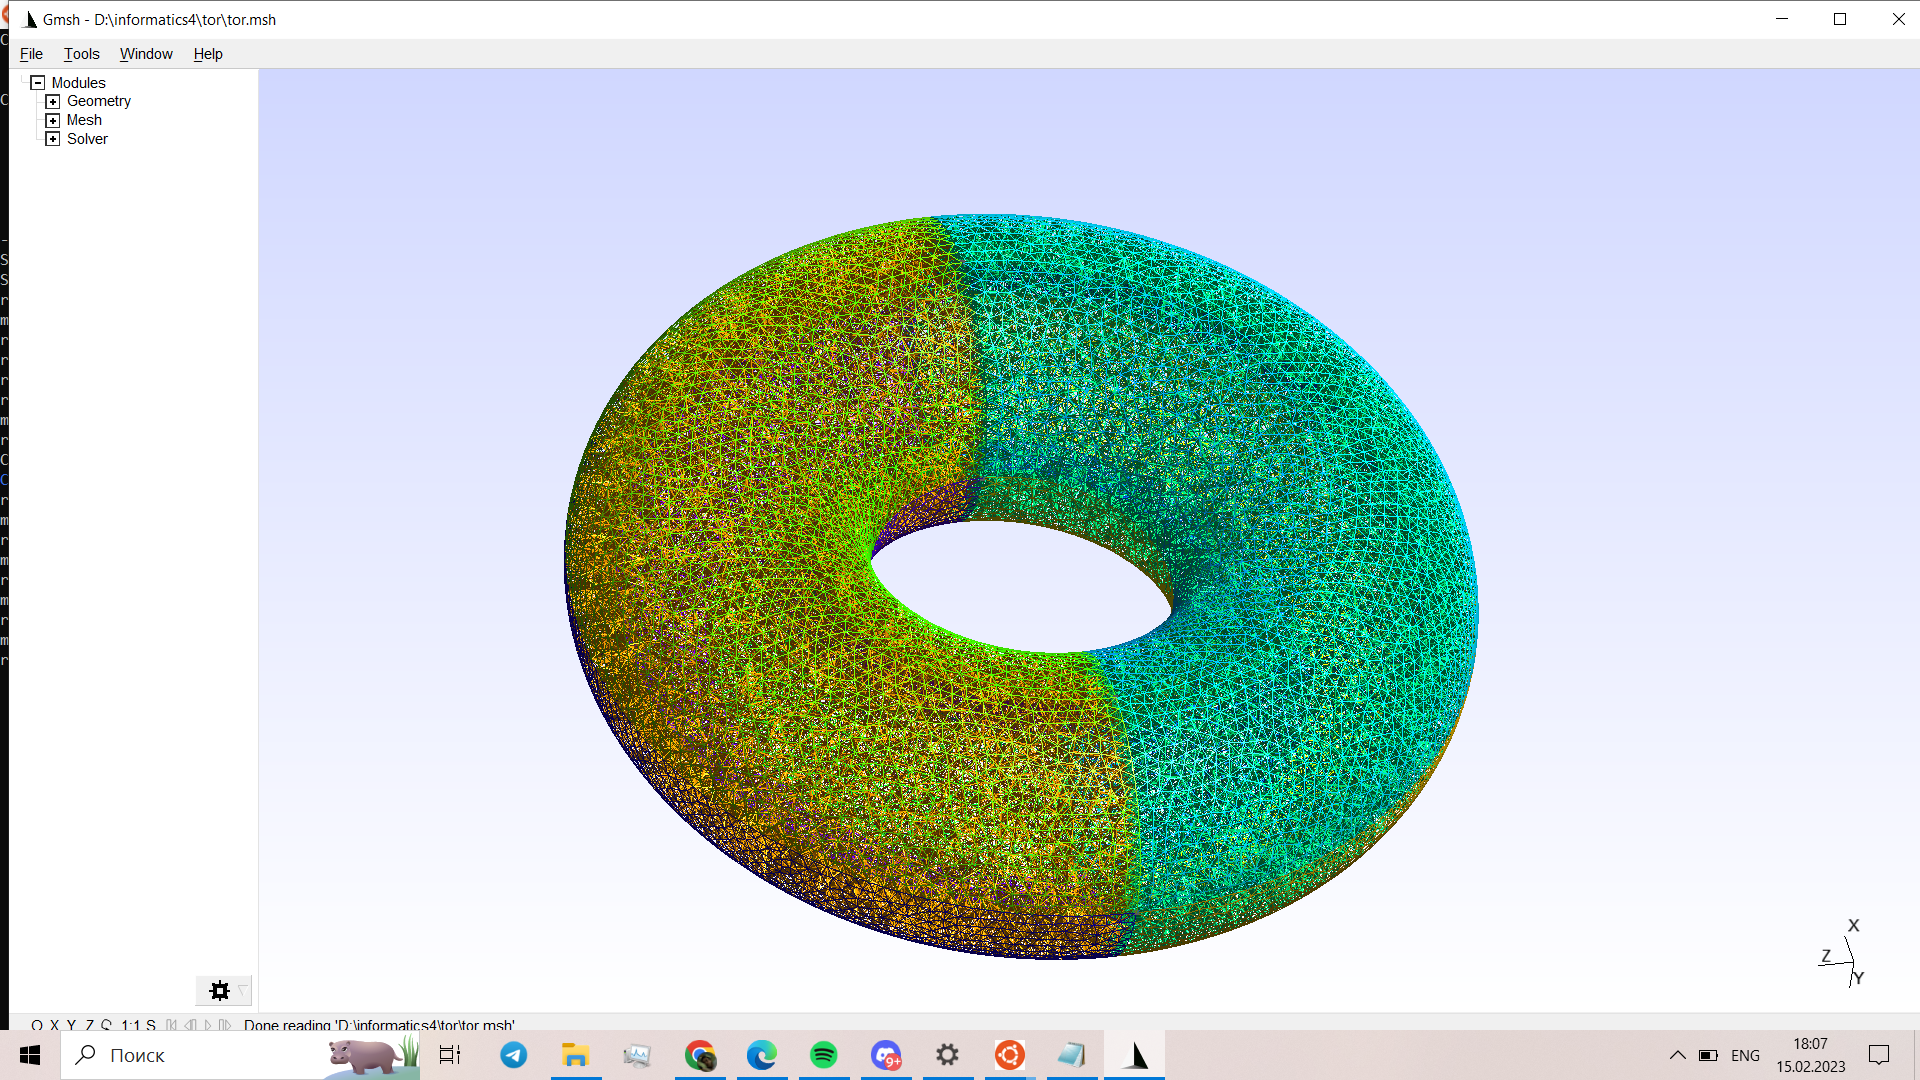 Gmsh - D:\informatics4\tor\tor.msh
File Tools Window Help
Modules
Geometry
Mesh
Solver
X
Z
Y
O X Y Z 1:1 S Done reading 'D:\informatics4\tor\tor.msh'
Поиск
9+
ENG
18:07
15.02.2023